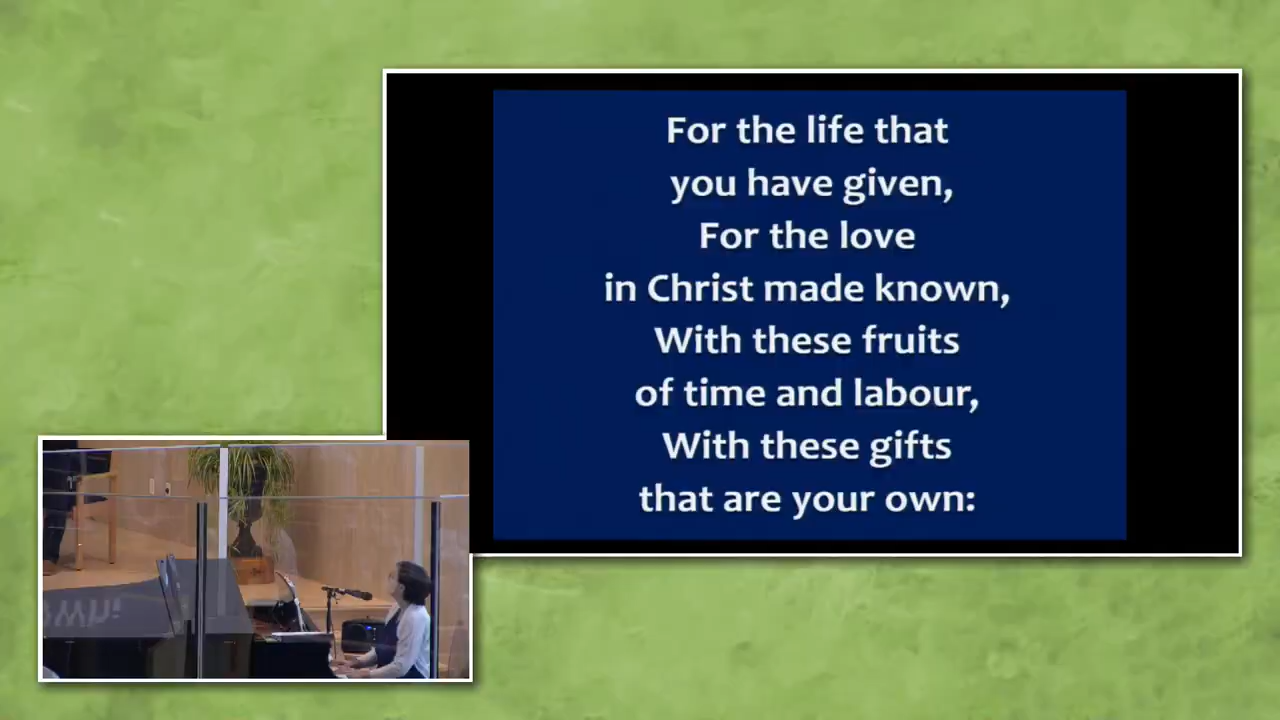 For the life that
you have given,
For the love
in Christ made known,
With these fruits
of time and labour,
With these gifts
that are your own: